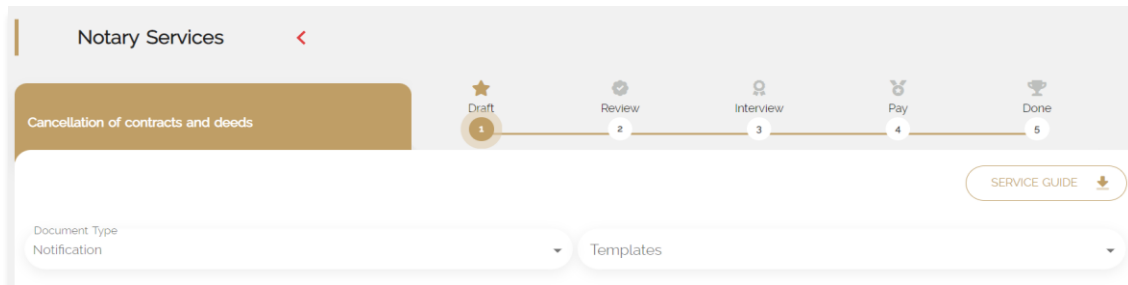 Notary Services
Cancellation of contracts and deeds
Draft
Review
Interview
Pay
Done
1
2
3
4
5
SERVICE GUIDE
Document Type
Notification
Templates